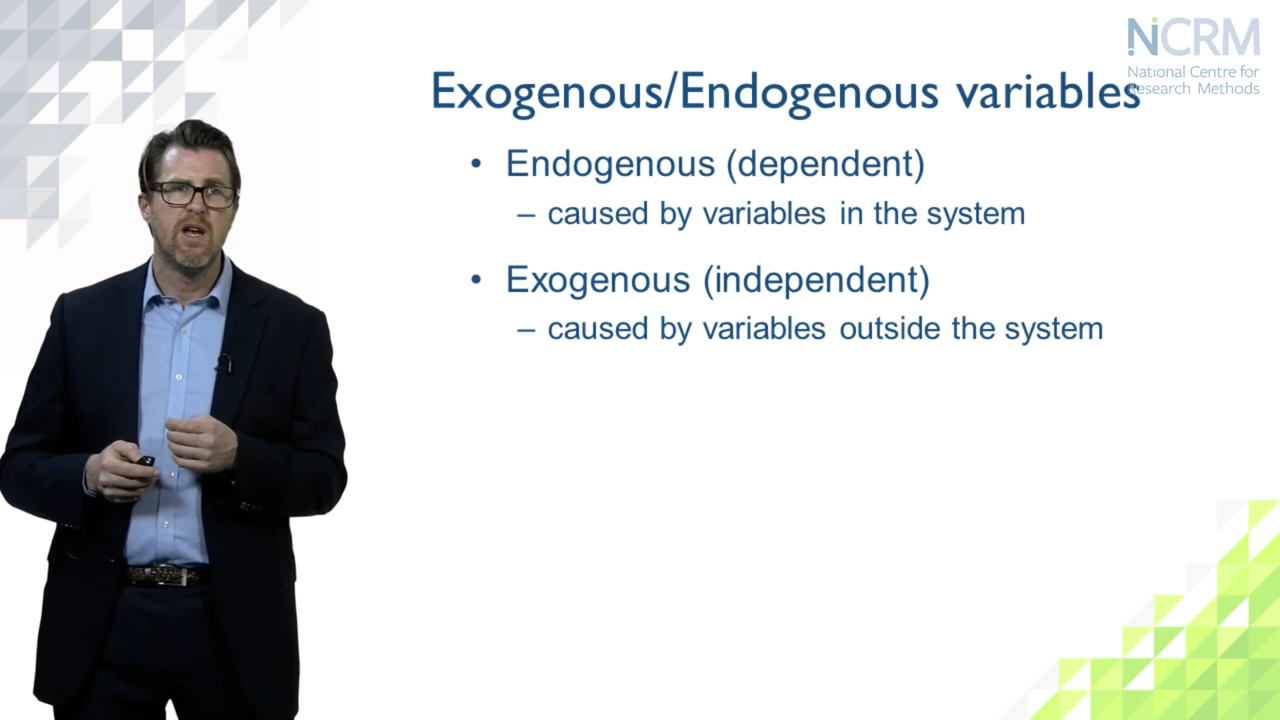 NCRM
National Centre for
Research Methods
Exogenous/Endogenous variables
• Endogenous (dependent)
– caused by variables in the system
• Exogenous (independent)
– caused by variables outside the system